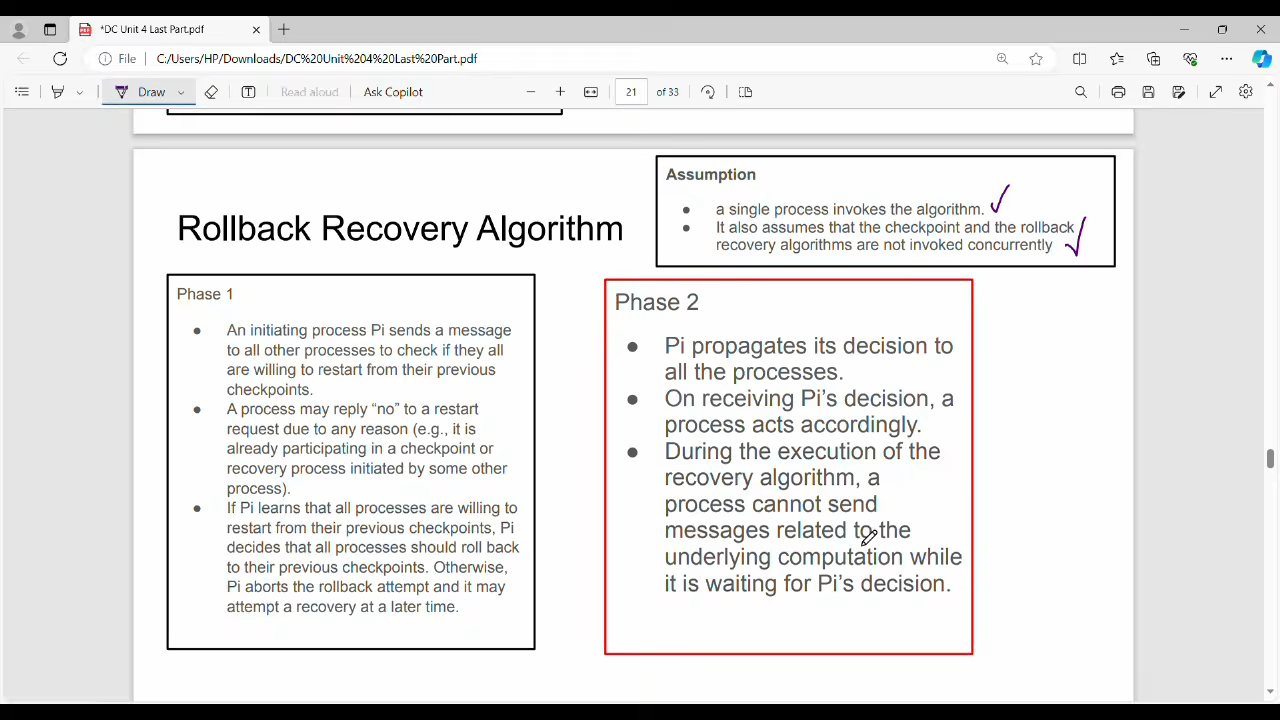 *DC Unit 4 Last Part.pdf
File
C:/Users/HP/Downloads/DC%20Unit%204%20Last%20Part.pdf
Draw
Read aloud
Ask Copilot
21
of 33
Assumption
● a single process invokes the algorithm.
● It also assumes that the checkpoint and the rollback
recovery algorithms are not invoked concurrently
Rollback Recovery Algorithm
Phase 1
● An initiating process Pi sends a message
to all other processes to check if they all
are willing to restart from their previous
checkpoints.
● A process may reply “no” to a restart
request due to any reason (e.g., it is
already participating in a checkpoint or
recovery process initiated by some other
process).
● If Pi learns that all processes are willing to
restart from their previous checkpoints, Pi
decides that all processes should roll back
to their previous checkpoints. Otherwise,
Pi aborts the rollback attempt and it may
attempt a recovery at a later time.
Phase 2
● Pi propagates its decision to
all the processes.
● On receiving Pi’s decision, a
process acts accordingly.
● During the execution of the
recovery algorithm, a
process cannot send
messages related to the
underlying computation while
it is waiting for Pi’s decision.